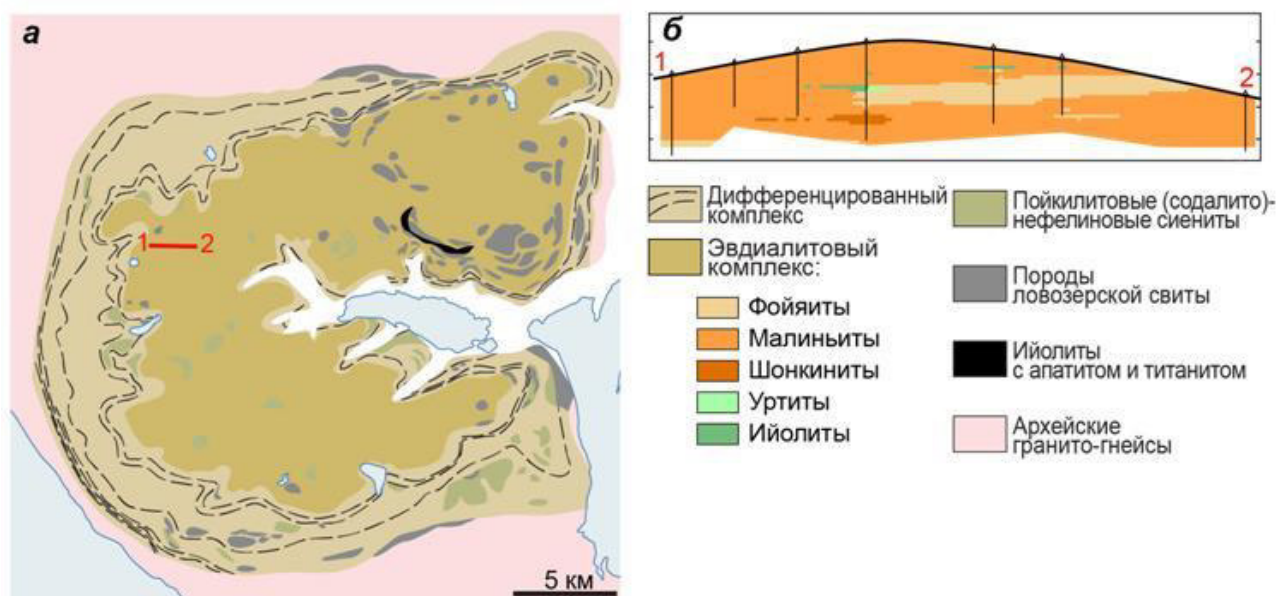 а
1
2
5 км
б
1
2
Дифференцированный
комплекс
Эвдиалитовый
комплекс:
Фойяиты
Малиньиты
Шонкиниты
Уртиты
Ийолиты
Пойкилитовые (содалито)-
нефелиновые сиениты
Породы
ловозерской свиты
Ийолиты
с апатитом и титанитом
Архейские
гранито-гнейсы